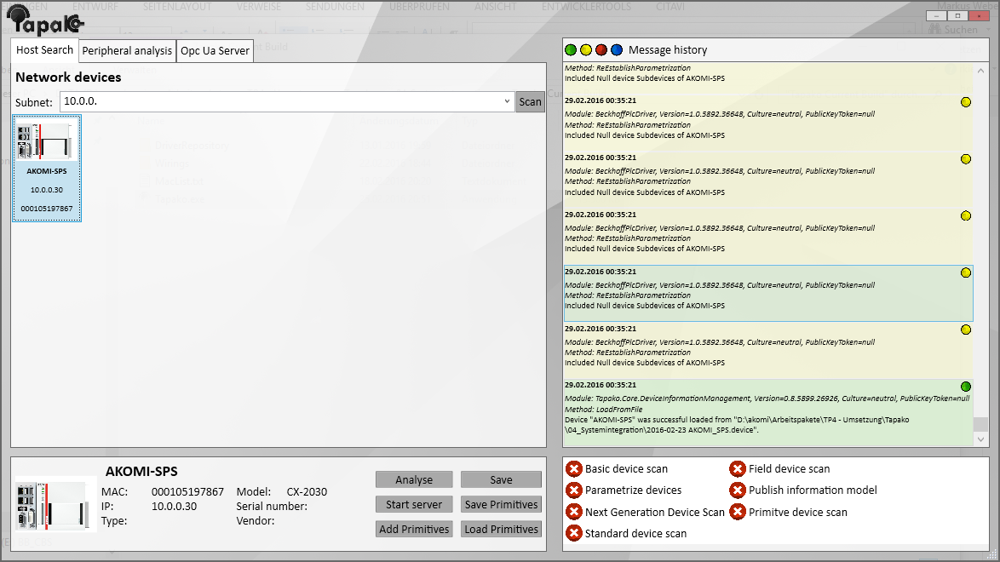 EINFÜGEN ENTWURF SEITENLAYOUT VERWEISE SENDUNGEN ÜBERPRÜFEN ANSICHT ENTWICKLERTOOLS CITAVI
Markus Webe
Tapako
Suchen
Host Search Peripheral analysis Opc Ua Server
Network devices
Subnet: 10.0.0. Scan
AKOMI-SPS
10.0.0.30
000105197867
Message history
Method: ReEstablishParametrization
Included Null device Subdevices of AKOMI-SPS
29.02.2016 00:35:21
Module: BeckhoffPlcDriver, Version=1.0.5892.36648, Culture=neutral, PublicKeyToken=null
Method: ReEstablishParametrization
Included Null device Subdevices of AKOMI-SPS
29.02.2016 00:35:21
Module: BeckhoffPlcDriver, Version=1.0.5892.36648, Culture=neutral, PublicKeyToken=null
Method: ReEstablishParametrization
Included Null device Subdevices of AKOMI-SPS
29.02.2016 00:35:21
Module: BeckhoffPlcDriver, Version=1.0.5892.36648, Culture=neutral, PublicKeyToken=null
Method: ReEstablishParametrization
Included Null device Subdevices of AKOMI-SPS
29.02.2016 00:35:21
Module: BeckhoffPlcDriver, Version=1.0.5892.36648, Culture=neutral, PublicKeyToken=null
Method: ReEstablishParametrization
Included Null device Subdevices of AKOMI-SPS
29.02.2016 00:35:21
Module: BeckhoffPlcDriver, Version=1.0.5892.36648, Culture=neutral, PublicKeyToken=null
Method: ReEstablishParametrization
Included Null device Subdevices of AKOMI-SPS
29.02.2016 00:35:21
Module: Tapako.Core.DeviceInformationManagement, Version=0.8.5899.26926, Culture=neutral, PublicKeyToken=null
Method: LoadFromFile
Device "AKOMI-SPS" was successful loaded from "D:\akomi\Arbeitspakete\TP4 - Umsetzung\Tapako
\04_Systemintegration\2016-02-23 AKOMI_SPS.device".
AKOMI-SPS
MAC: 000105197867 Model: CX-2030
IP: 10.0.0.30 Serial number:
Type: Vendor:
Analyse Save
Start server Save Primitives
Add Primitives Load Primitives
Basic device scan Field device scan
Parametrize devices Publish information model
Next Generation Device Scan Primitve device scan
Standard device scan